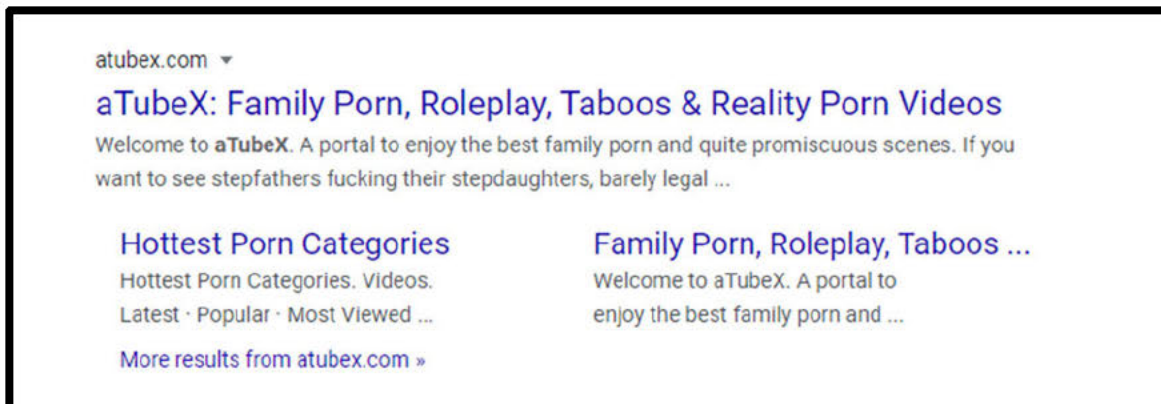 atubex.com
aTubeX: Family Porn, Roleplay, Taboos & Reality Porn Videos
Welcome to aTubeX. A portal to enjoy the best family porn and quite promiscuous scenes. If you
want to see stepfathers fucking their stepdaughters, barely legal ...
Hottest Porn Categories
Hottest Porn Categories. Videos.
Latest · Popular · Most Viewed ...
Family Porn, Roleplay, Taboos ...
Welcome to aTubeX. A portal to
enjoy the best family porn and ...
More results from atubex.com »